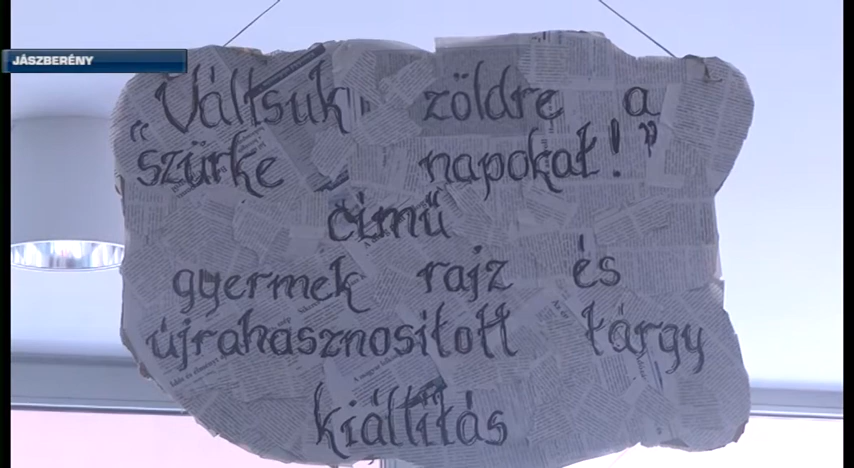 JÁSZBERÉNY
„Váltsuk zöldre a
szürke napokat!”
című
gyermek rajz és
újrahasznosított tárgy
kiállítás